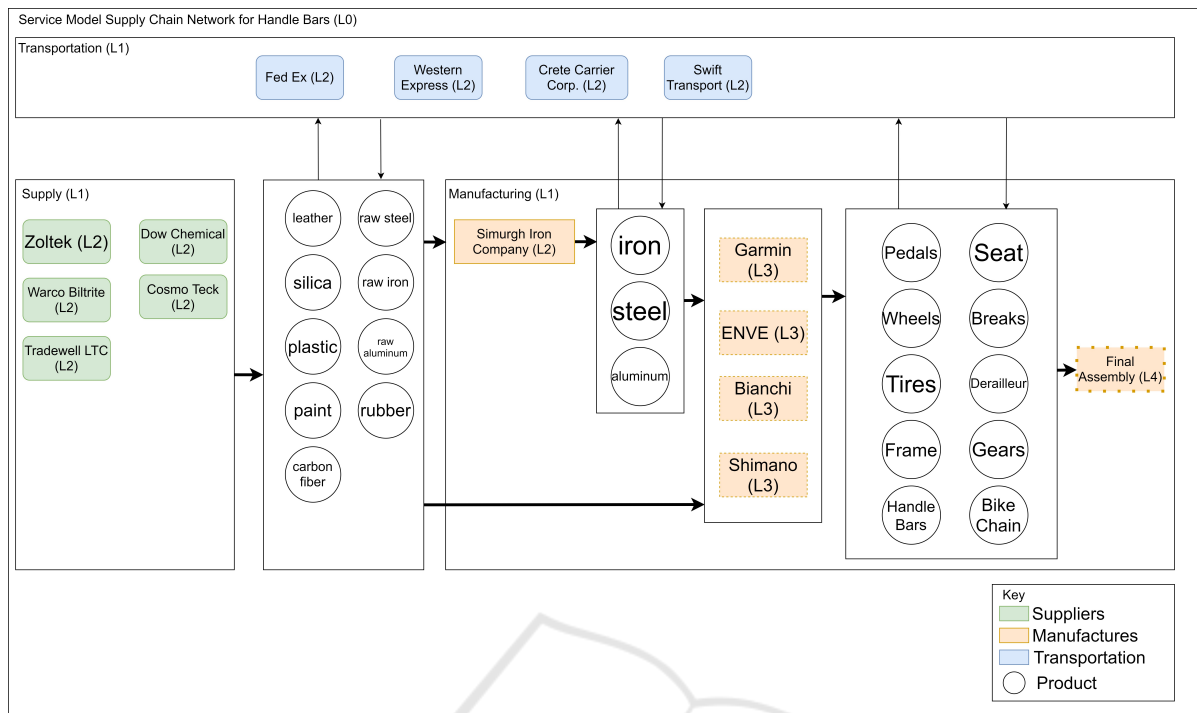 Service Model Supply Chain Network for Handle Bars (L0)
Transportation (L1)
Fed Ex (L2)
Western
Express (L2)
Crete Carrier
Corp. (L2)
Swift
Transport (L2)
Supply (L1)
Zoltek (L2)
Dow Chemical
(L2)
Warco Biltrite
(L2)
Cosmo Teck
(L2)
Tradewell LTC
(L2)
leather
raw steel
silica
raw iron
plastic
raw
aluminum
paint
rubber
carbon
fiber
Manufacturing (L1)
Simurgh Iron
Company (L2)
iron
steel
aluminum
Garmin
(L3)
ENVE (L3)
Bianchi
(L3)
Shimano
(L3)
Pedals
Seat
Wheels
Breaks
Tires
Derailleur
Frame
Gears
Handle
Bars
Bike
Chain
Final
Assembly (L4)
Key
Suppliers
Manufactures
Transportation
Product